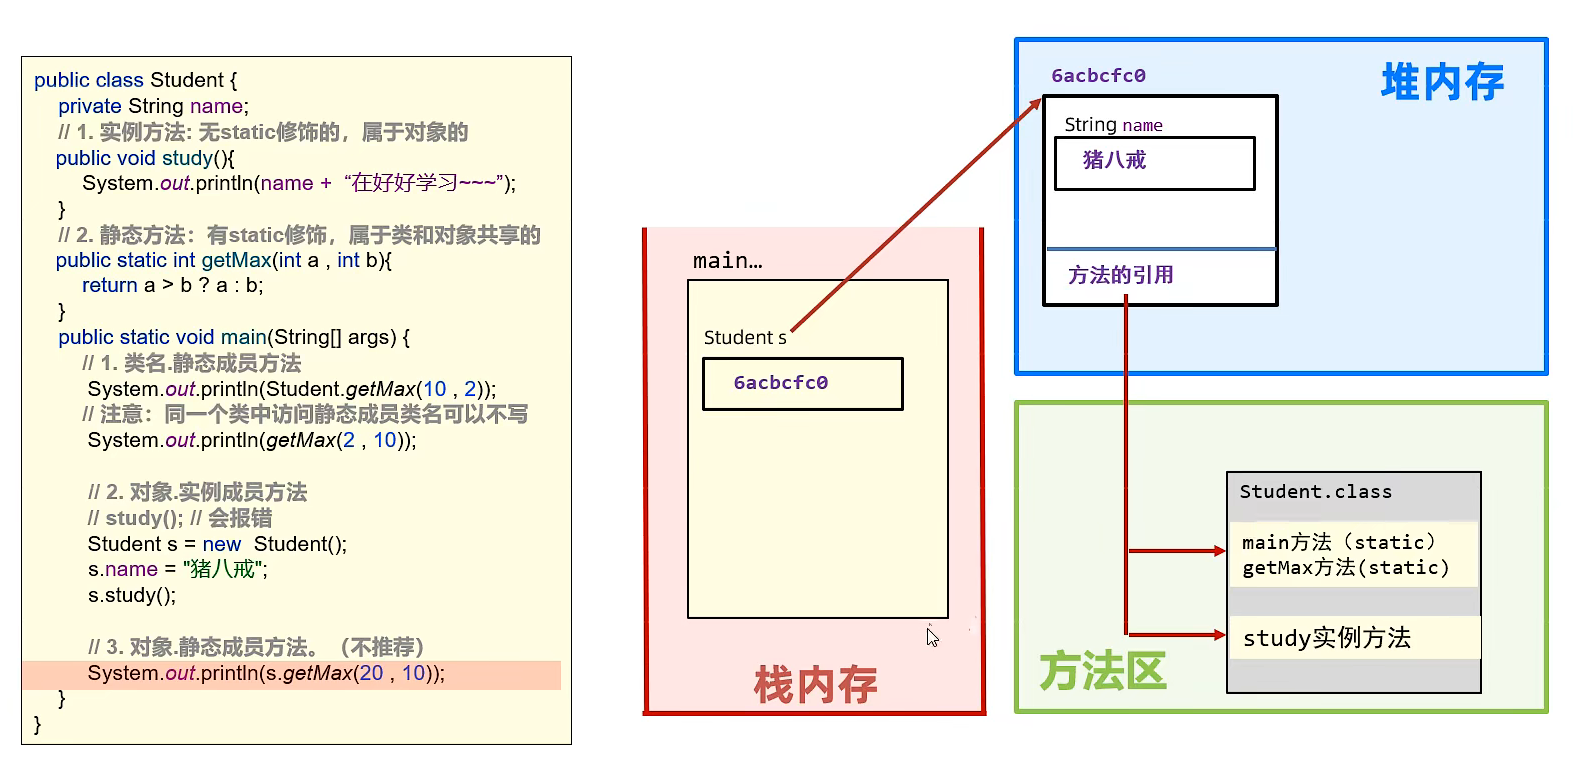 public class Student {
private String name;
// 1. 实例方法: 无static修饰的，属于对象的
public void study(){
System.out.println(name + “在好好学习~~~”);
}
// 2. 静态方法：有static修饰，属于类和对象共享的
public static int getMax(int a , int b){
return a > b ? a : b;
}
public static void main(String[] args) {
// 1. 类名.静态成员方法
System.out.println(Student.getMax(10 , 2));
// 注意：同一个类中访问静态成员类名可以不写
System.out.println(getMax(2 , 10));
// 2. 对象.实例成员方法
// study(); // 会报错
Student s = new Student();
s.name = "猪八戒";
s.study();
// 3. 对象.静态成员方法。（不推荐）
System.out.println(s.getMax(20 , 10));
}
}
main...
Student s
6acbcfc0
栈内存
6acbcfc0
堆内存
String name
猪八戒
方法的引用
Student.class
main方法（static）
getMax方法(static)
study实例方法
方法区